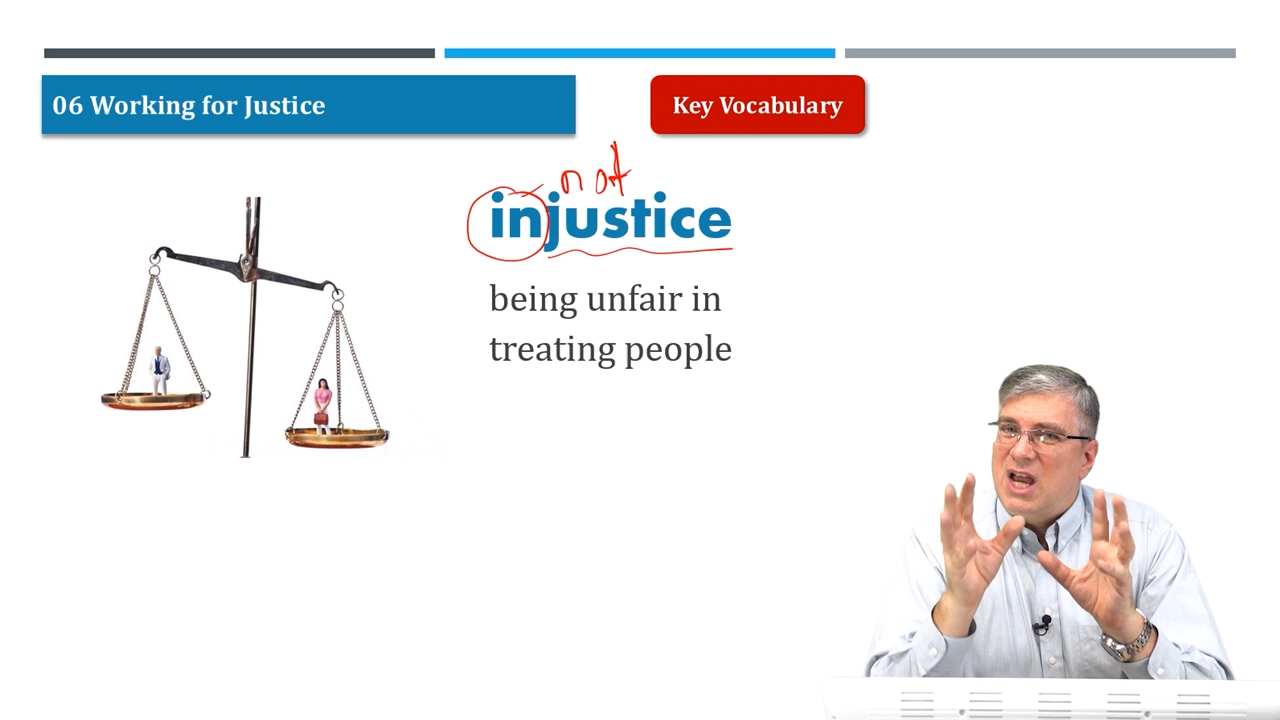 06 Working for Justice
Key Vocabulary
not
injustice
being unfair in
treating people